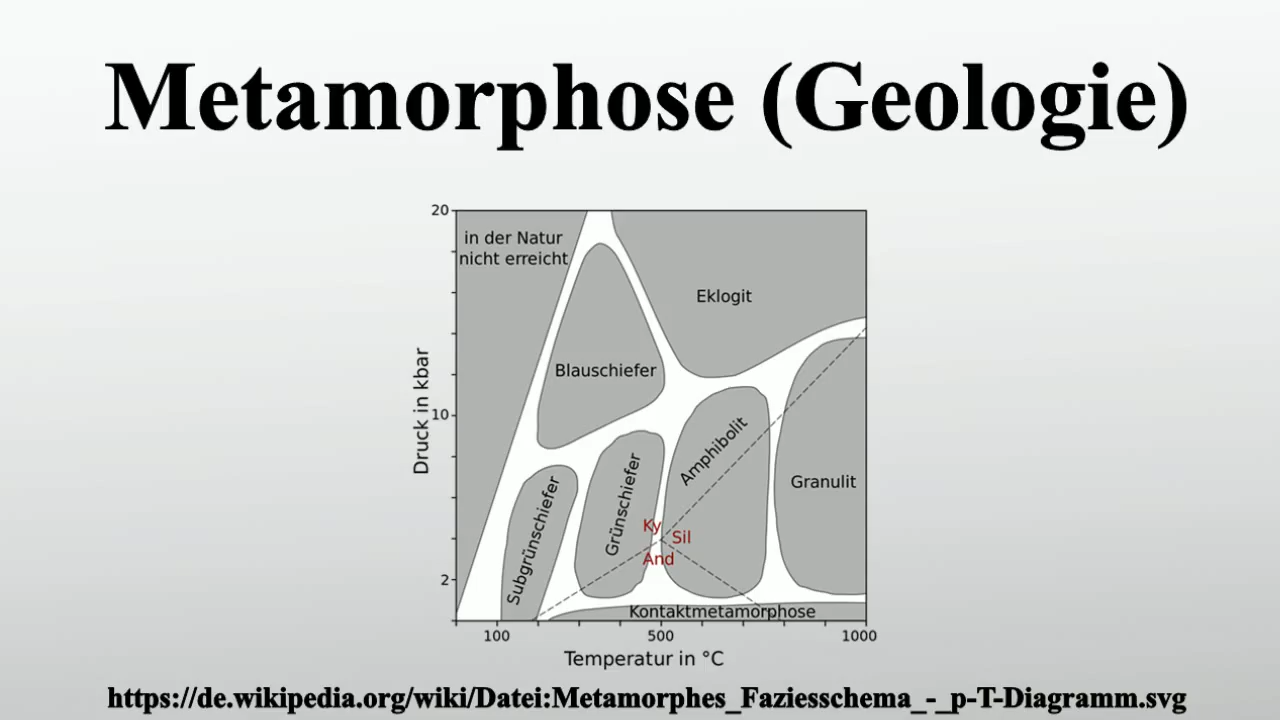 Metamorphose (Geologie)
20
in der Natur
nicht erreicht
Eklogit
Blauschiefer
Druck in kbar
10
Amphibolit
Grünschiefer
Granulit
Subgrünschiefer
Ky
Sil
And
2
Kontaktmetamorphose
100
500
1000
Temperatur in °C
https://de.wikipedia.org/wiki/Datei:Metamorphes_Faziesschema_-_p-T-Diagramm.svg